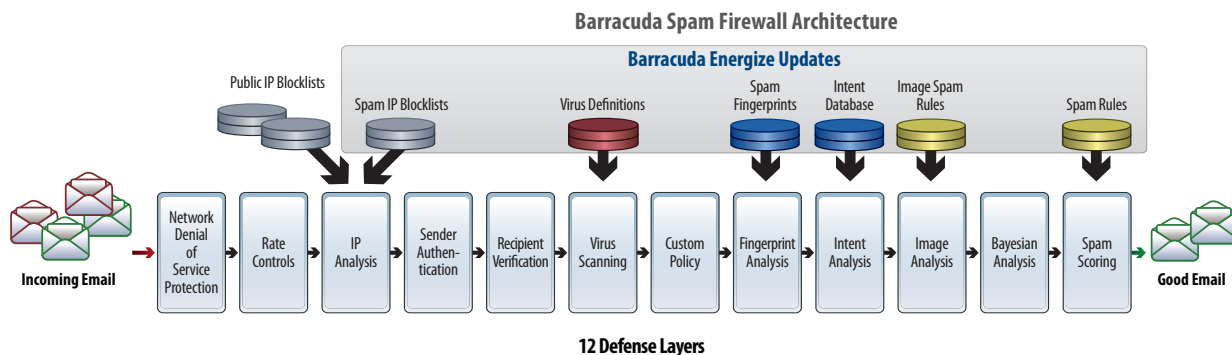 Barracuda Spam Firewall Architecture
Barracuda Energize Updates
Public IP Blocklists
Spam IP Blocklists
Virus Definitions
Spam
Fingerprints
Intent
Database
Image Spam
Rules
Spam Rules
Incoming Email
Network
Denial
of
Service
Protection
Rate
Controls
IP
Analysis
Sender
Authen-
tication
Recipient
Verification
Virus
Scanning
Custom
Policy
Fingerprint
Analysis
Intent
Analysis
Image
Analysis
Bayesian
Analysis
Spam
Scoring
Good Email
12 Defense Layers